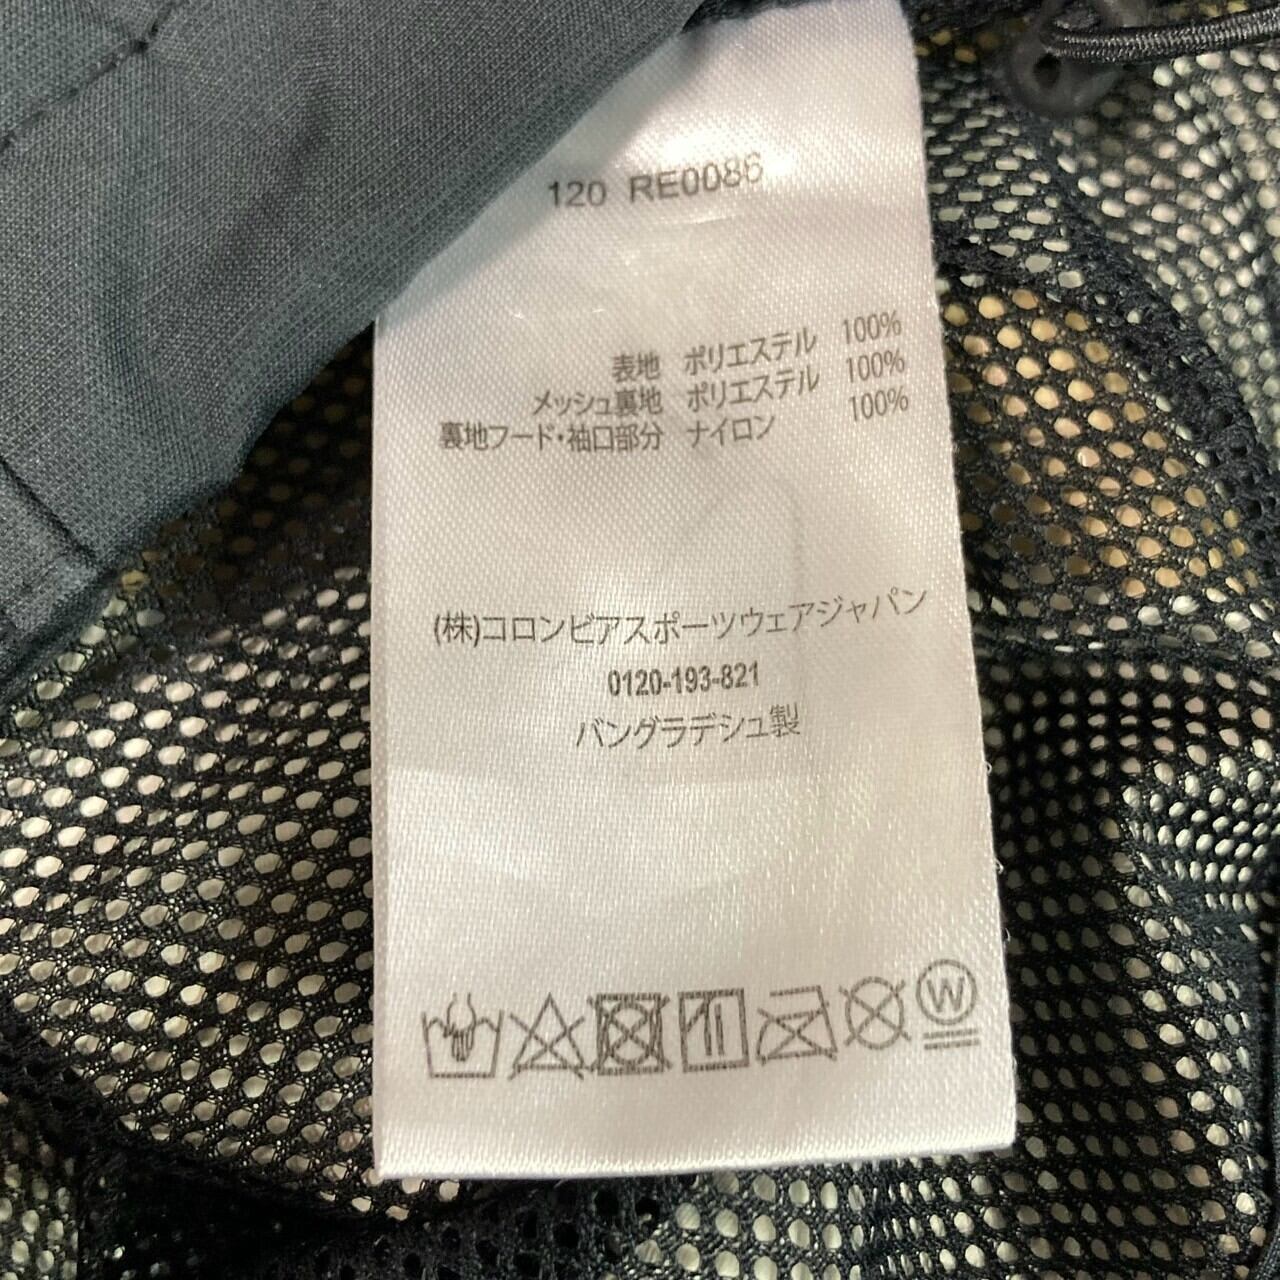 120 RE0086
表地 ポリエステル 100%
メッシュ裏地 ポリエステル 100%
裏地フード・袖口部分 ナイロン 100%
(株)コロンビアスポーツウェアジャパン
0120-193-821
バングラデシュ製
W